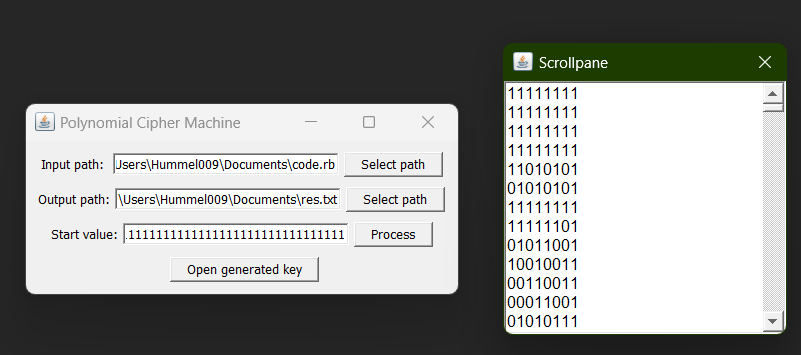 Polynomial Cipher Machine
Input path: Users\Hummel009\Documents\code.rb Select path
Output path: \Users\Hummel009\Documents\res.txt Select path
Start value: .11111111111111111111111111111111 Process
Open generated key
Scrollpane
11111111
11111111
11111111
11111111
11010101
01010101
11111111
11111101
01011001
10010011
00110011
00011001
01010111